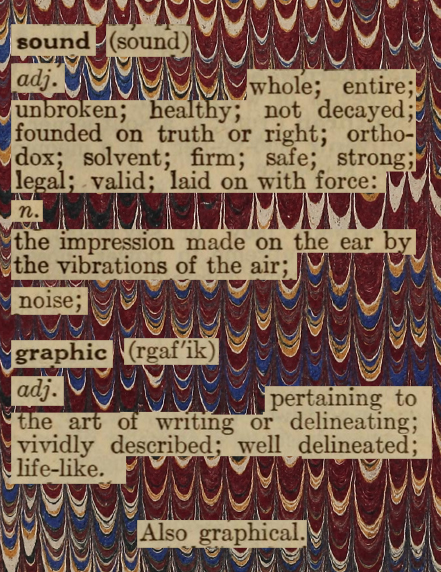 sound (sound)
adj.
whole; entire;
unbroken; healthy; not decayed;
founded on truth or right; ortho-
dox; solvent; firm; safe; strong;
legal; valid; laid on with force:
n.
the impression made on the ear by
the vibrations of the air;
noise;
graphic (rgaf′ik)
adj.
pertaining to
the art of writing or delineating;
vividly described; well delineated;
life-like.
Also graphical.